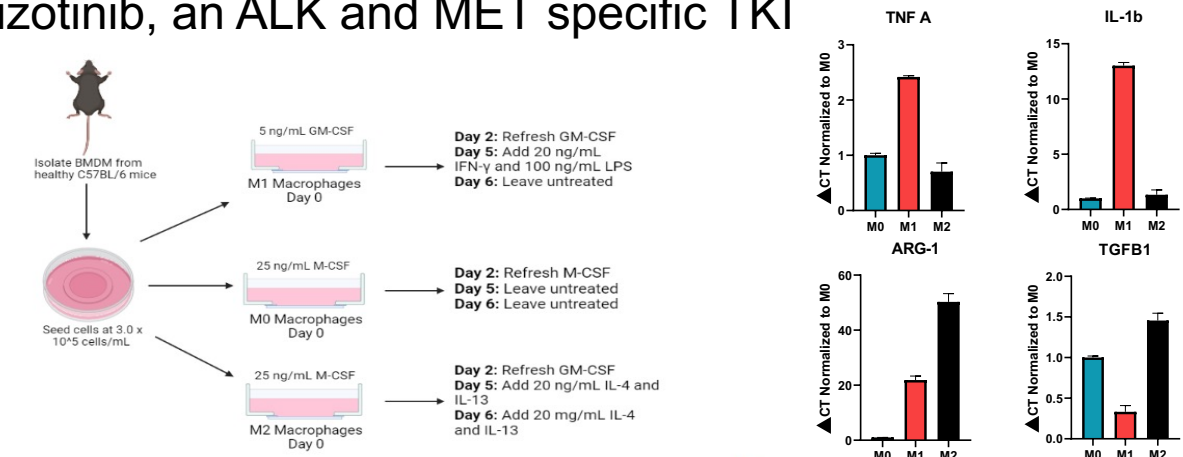 izotinib, an ALK and MET specific TKI
Isolate BMDM from
healthy C57BL/6 mice
Seed cells at 3.0 x
10^5 cells/mL
5 ng/mL GM-CSF
M1 Macrophages
Day 0
Day 2: Refresh GM-CSF
Day 5: Add 20 ng/mL
IFN-γ and 100 ng/mL LPS
Day 6: Leave untreated
25 ng/mL M-CSF
M0 Macrophages
Day 0
Day 2: Refresh M-CSF
Day 5: Leave untreated
Day 6: Leave untreated
25 ng/mL M-CSF
M2 Macrophages
Day 0
Day 2: Refresh GM-CSF
Day 5: Add 20 ng/mL IL-4 and
IL-13
Day 6: Add 20 mg/mL IL-4
and IL-13
TNF A
▲CT Normalized to M0
3
2
1
0
M0 M1 M2
IL-1b
▲CT Normalized to M0
15
10
5
0
M0 M1 M2
ARG-1
▲CT Normalized to M0
60
40
20
0
M0 M1 M2
TGFB1
▲CT Normalized to M0
2.0
1.5
1.0
0.5
0.0
M0 M1 M2